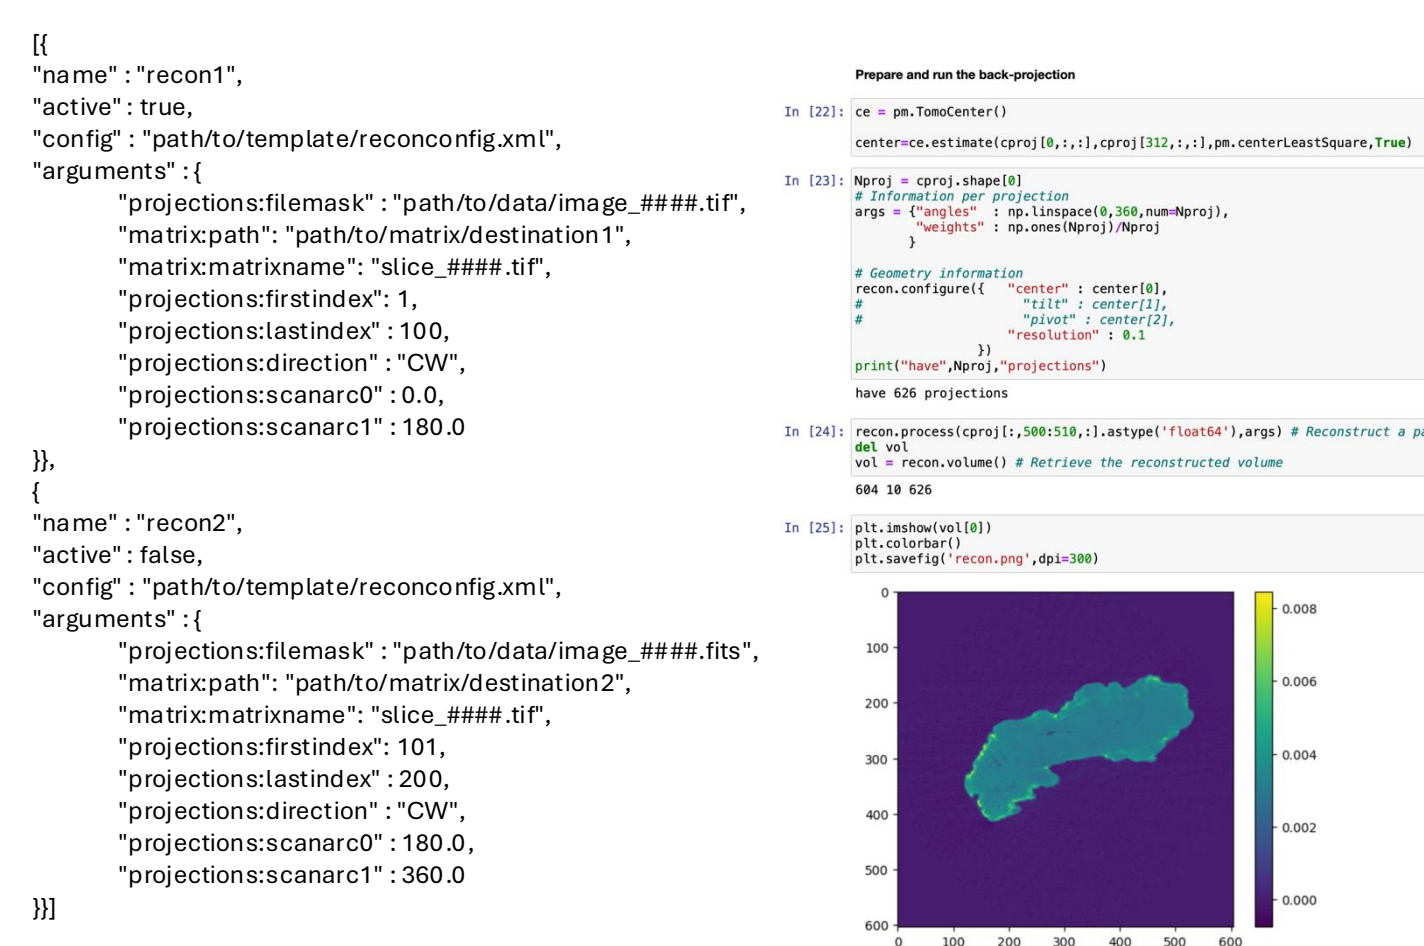 [{
"name" : "recon1",
"active" : true,
"config" : "path/to/template/reconconfig.xml",
"arguments" : {
"projections:filemask" : "path/to/data/image_####.tif",
"matrix:path": "path/to/matrix/destination1",
"matrix:matrixname": "slice_####.tif",
"projections:firstindex": 1,
"projections:lastindex" : 100,
"projections:direction" : "CW",
"projections:scanarc0" : 0.0,
"projections:scanarc1" : 180.0
}},
{
"name" : "recon2",
"active" : false,
"config" : "path/to/template/reconconfig.xml",
"arguments" : {
"projections:filemask" : "path/to/data/image_####.fits",
"matrix:path": "path/to/matrix/destination2",
"matrix:matrixname": "slice_####.tif",
"projections:firstindex": 101,
"projections:lastindex" : 200,
"projections:direction" : "CW",
"projections:scanarc0" : 180.0,
"projections:scanarc1" : 360.0
}}]
Prepare and run the back-projection
In [22]: ce = pm.TomoCenter()
center=ce.estimate(cproj[0,:,:],cproj[312,:,:],pm.centerLeastSquare,True)
In [23]: Nproj = cproj.shape[0]
# Information per projection
args = {"angles" : np.linspace(0,360,num=Nproj),
"weights" : np.ones(Nproj)/Nproj
}
# Geometry information
recon.configure({ "center" : center[0],
# "tilt" : center[1],
# "pivot" : center[2],
"resolution" : 0.1
})
print("have",Nproj,"projections")
have 626 projections
In [24]: recon.process(cproj[:,500:510,:].astype('float64'),args) # Reconstruct a
del vol
vol = recon.volume() # Retrieve the reconstructed volume
604 10 626
In [25]: plt.imshow(vol[0])
plt.colorbar()
plt.savefig('recon.png',dpi=300)
0
100
200
300
400
500
600
0 100 200 300 400 500 600
0.008
0.006
0.004
0.002
0.000